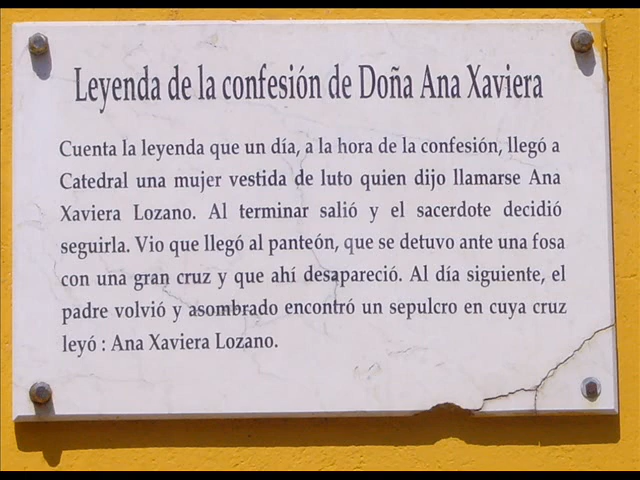 Leyenda de la confesión de Doña Ana Xaviera
Cuenta la leyenda que un día, a la hora de la confesión, llegó a
Catedral una mujer vestida de luto quien dijo llamarse Ana
Xaviera Lozano. Al terminar salió y el sacerdote decidió
seguirla. Vio que llegó al panteón, que se detuvo ante una fosa
con una gran cruz y que ahí desapareció. Al día siguiente, el
padre volvió y asombrado encontró un sepulcro en cuya cruz
leyó : Ana Xaviera Lozano.